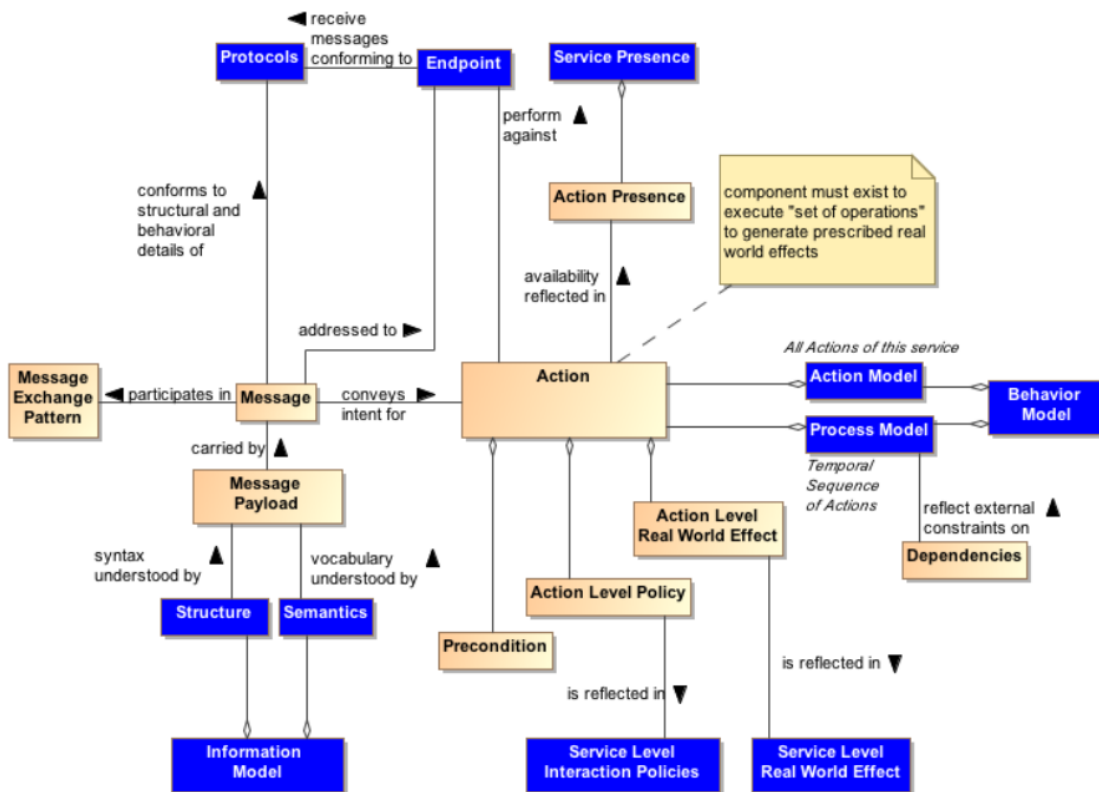 receive
messages
conforming to
Protocols
Endpoint
Service Presence
perform
against
conforms to
structural and
behavioral
details of
Action Presence
component must exist to
execute "set of operations"
to generate prescribed real
world effects
availability
reflected in
addressed to
All Actions of this service
Message
Exchange
Pattern
participates in
Message
conveys
intent for
Action
Action Model
Behavior
Model
Process Model
carried by
Temporal
Sequence
of Actions
Message
Payload
reflect external
constraints on
Action Level
Real World Effect
Dependencies
syntax
understood by
vocabulary
understood by
Action Level Policy
Structure
Semantics
Precondition
is reflected in
is reflected in
Information
Model
Service Level
Interaction Policies
Service Level
Real World Effect